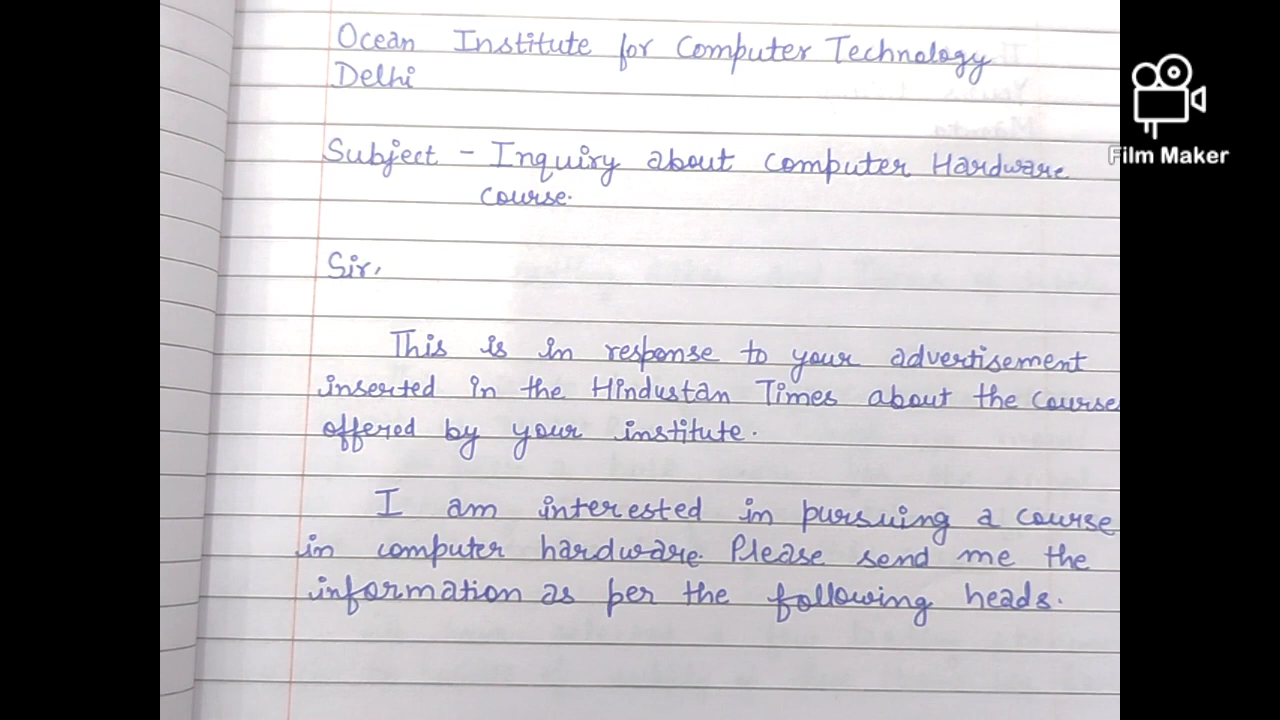 Ocean Institute for Computer Technology
Delhi
Subject - Inquiry about Computer Hardware
course.
Sir,
This is in response to your advertisement
inserted in the Hindustan Times about the course
offered by your institute.
I am interested in pursuing a course
in computer hardware. Please send me the
information as per the following heads.
Film Maker